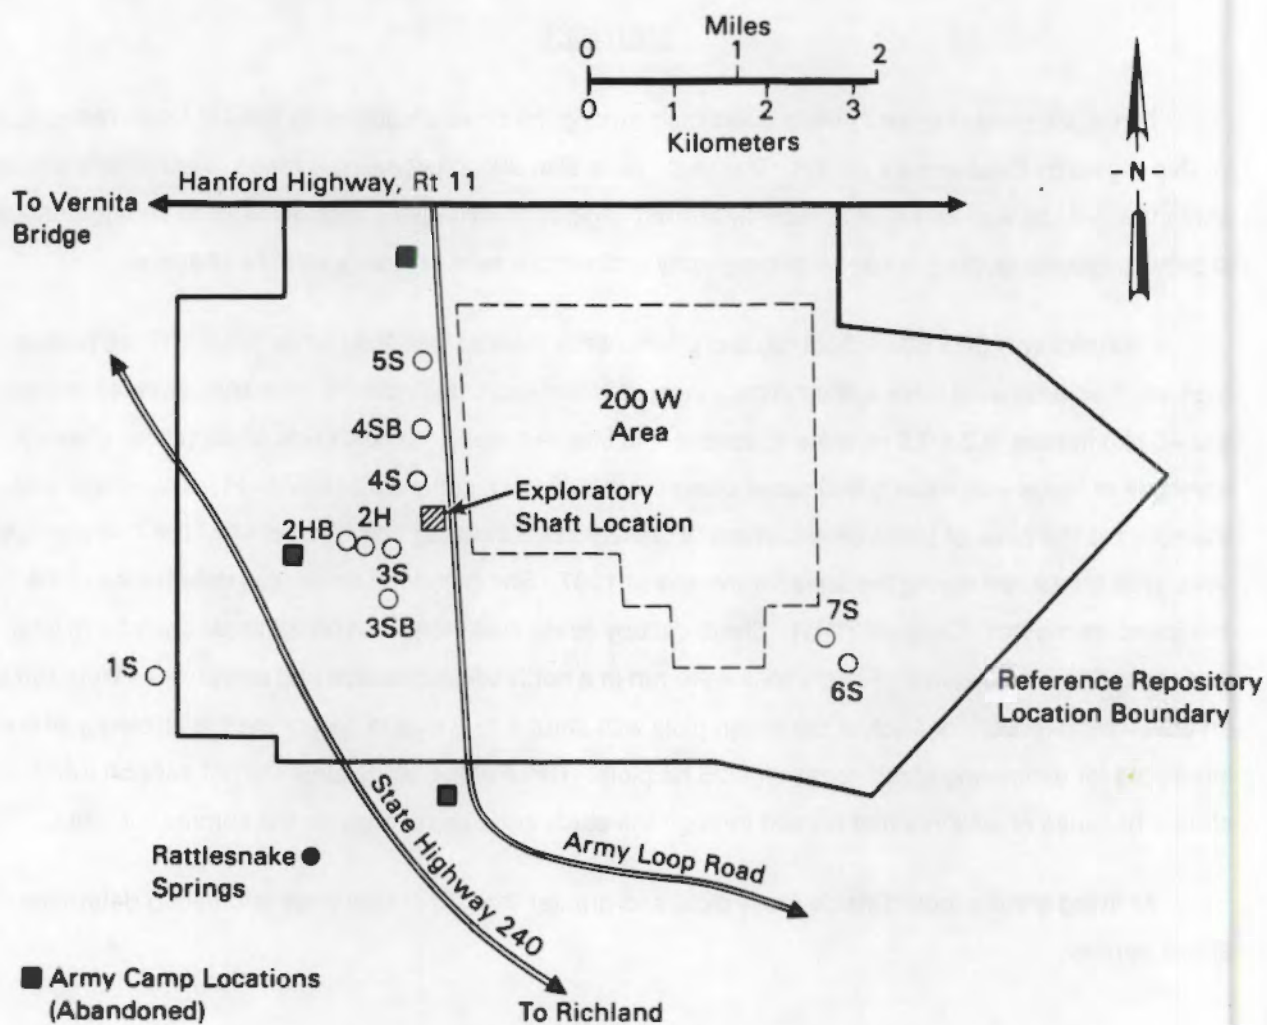 Miles
0 1 2
0 1 2 3
Kilometers
N
Hanford Highway, Rt 11
To Vernita
Bridge
5S
4SB
200 W
Area
4S
Exploratory
Shaft Location
2HB 2H
3S
3SB
7S
1S
6S
Reference Repository
Location Boundary
State Highway 240
Army Loop Road
Rattlesnake
Springs
Army Camp Locations
(Abandoned)
To Richland